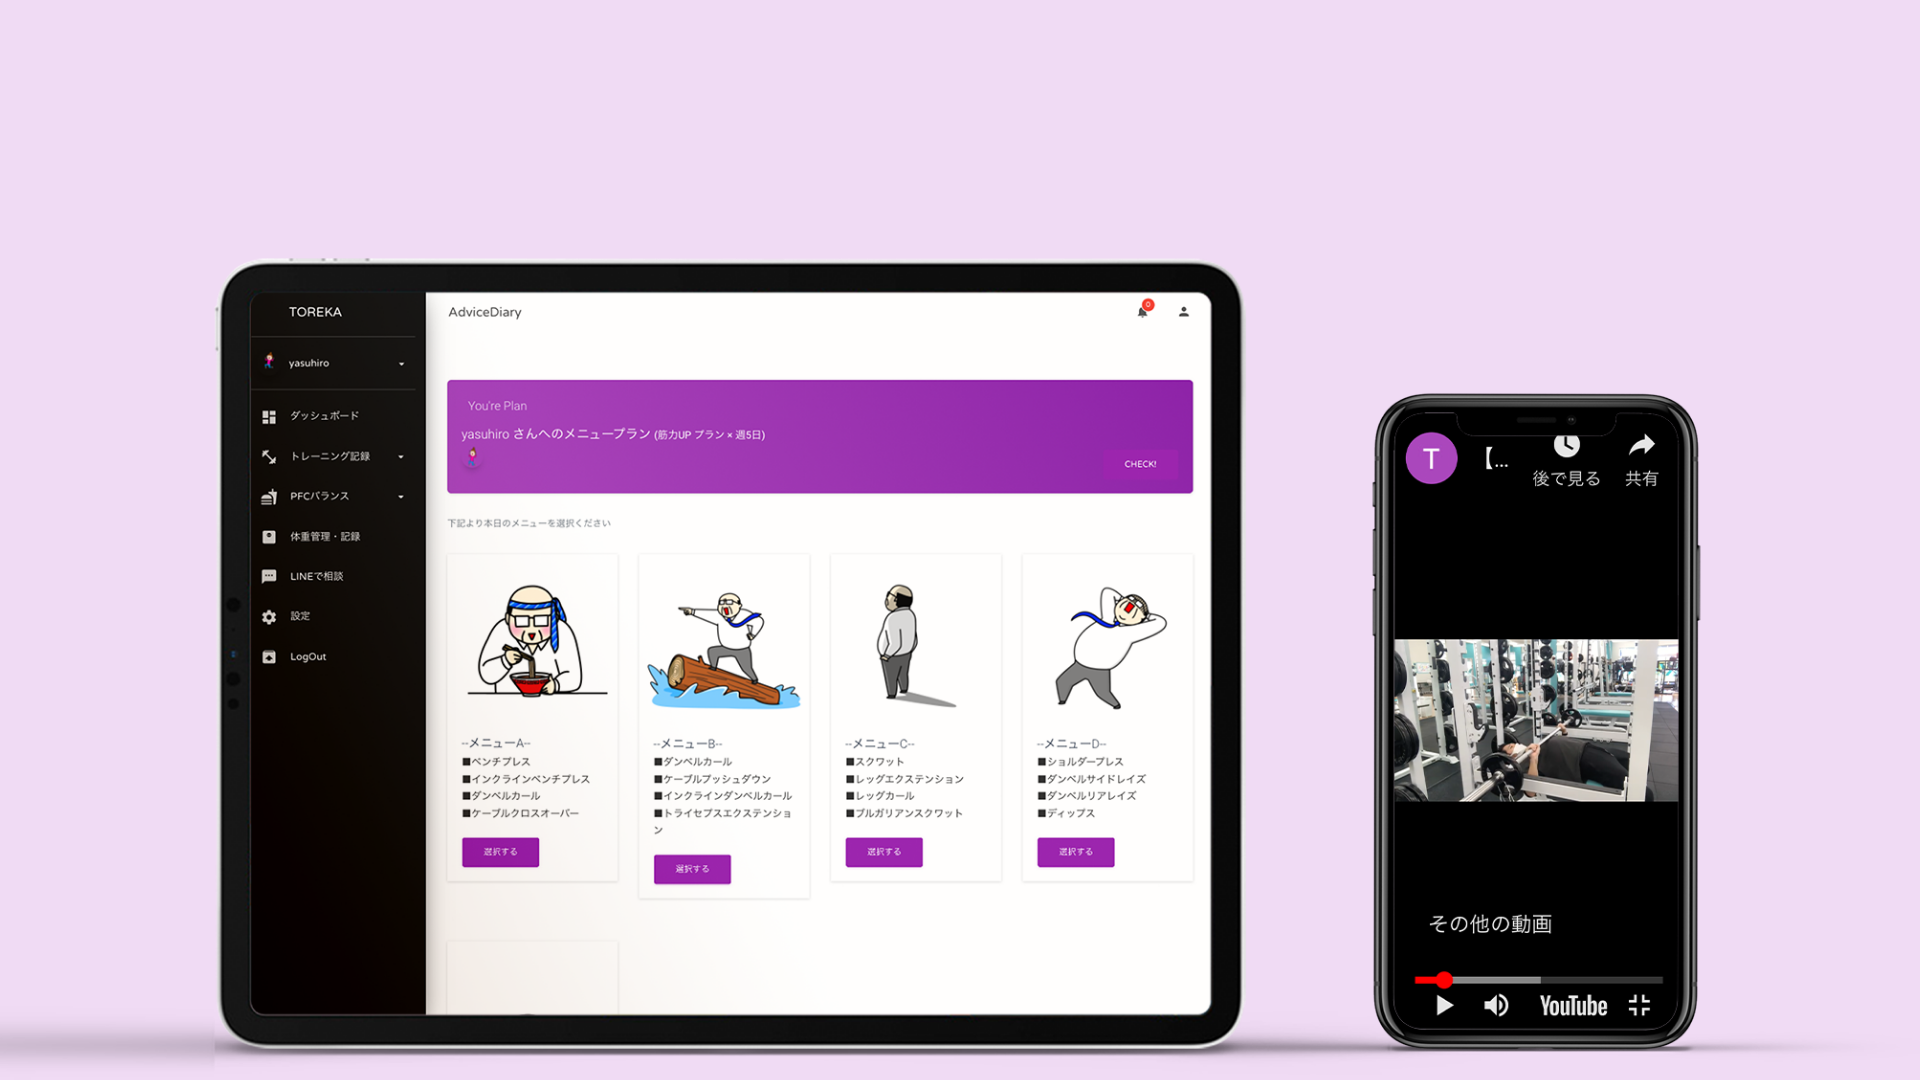 TOREKA
yasuhiro
ダッシュボード
トレーニング記録
PFCバランス
体重管理・記録
LINEで相談
設定
LogOut
AdviceDiary
0
You're Plan
yasuhiro さんへのメニュープラン (筋力UP プラン × 週5日)
CHECK!
下記より本日のメニューを選択ください
--メニューA--
■ベンチプレス
■インクラインベンチプレス
■ダンベルカール
■ケーブルクロスオーバー
選択する
--メニューB--
■ダンベルカール
■ケーブルプッシュダウン
■インクラインダンベルカール
■トライセプスエクステンショ
ン
選択する
--メニューC--
■スクワット
■レッグエクステンション
■レッグカール
■ブルガリアンスクワット
選択する
--メニューD--
■ショルダープレス
■ダンベルサイドレイズ
■ダンベルリアレイズ
■ディップス
選択する
T
【...
後で見る
共有
その他の動画
YouTube